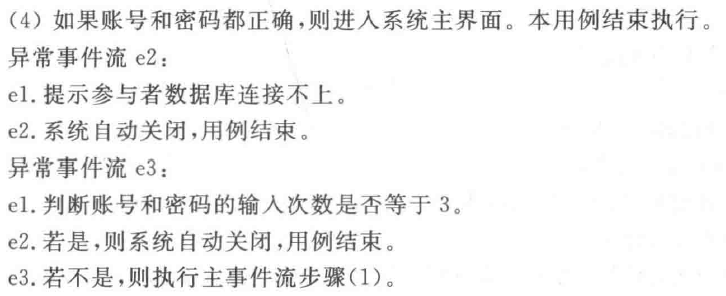 (4) 如果账号和密码都正确,则进入系统主界面。本用例结束执行。
异常事件流 e2:
e1. 提示参与者数据库连接不上。
e2. 系统自动关闭,用例结束。
异常事件流 e3:
e1. 判断账号和密码的输入次数是否等于 3。
e2. 若是,则系统自动关闭,用例结束。
e3. 若不是,则执行主事件流步骤(1)。